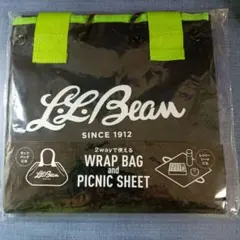 L.L.Bean
SINCE 1912
2wayで使える
WRAP BAG
and
PICNIC SHEET